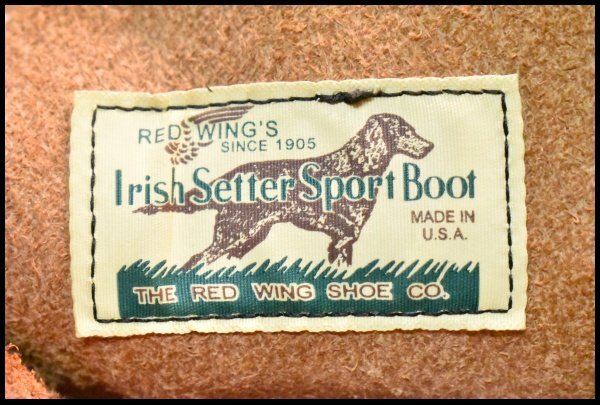 RED WING'S
SINCE 1905
Irish Setter Sport Boot
MADE IN
U.S.A.
THE RED WING SHOE CO.